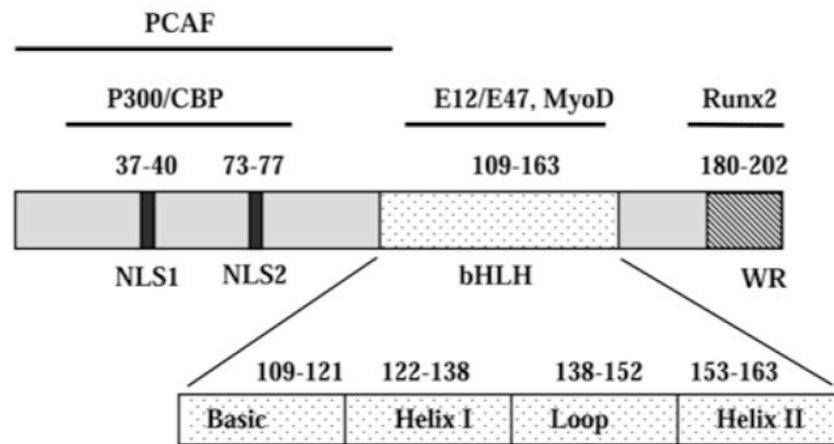 PCAF
P300/CBP E12/E47, MyoD Runx2
37-40 73-77 109-163 180-202
NLS1 NLS2 bHLH WR
109-121 122-138 138-152 153-163
Basic Helix I Loop Helix II